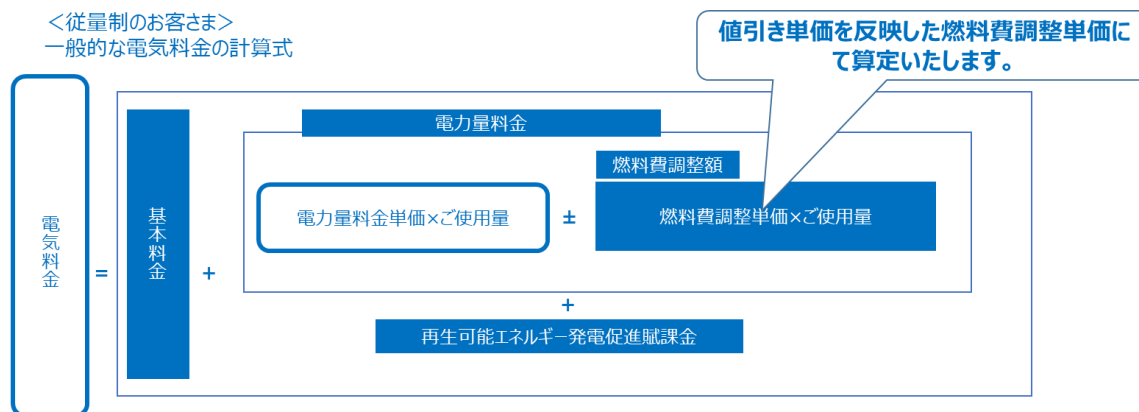 ＜従量制のお客さま＞
一般的な電気料金の計算式
値引き単価を反映した燃料費調整単価に
て算定いたします。
電気料金
=
基本料金
+
電力量料金
電力量料金単価×ご使用量
±
燃料費調整額
燃料費調整単価×ご使用量
+
再生可能エネルギー発電促進賦課金